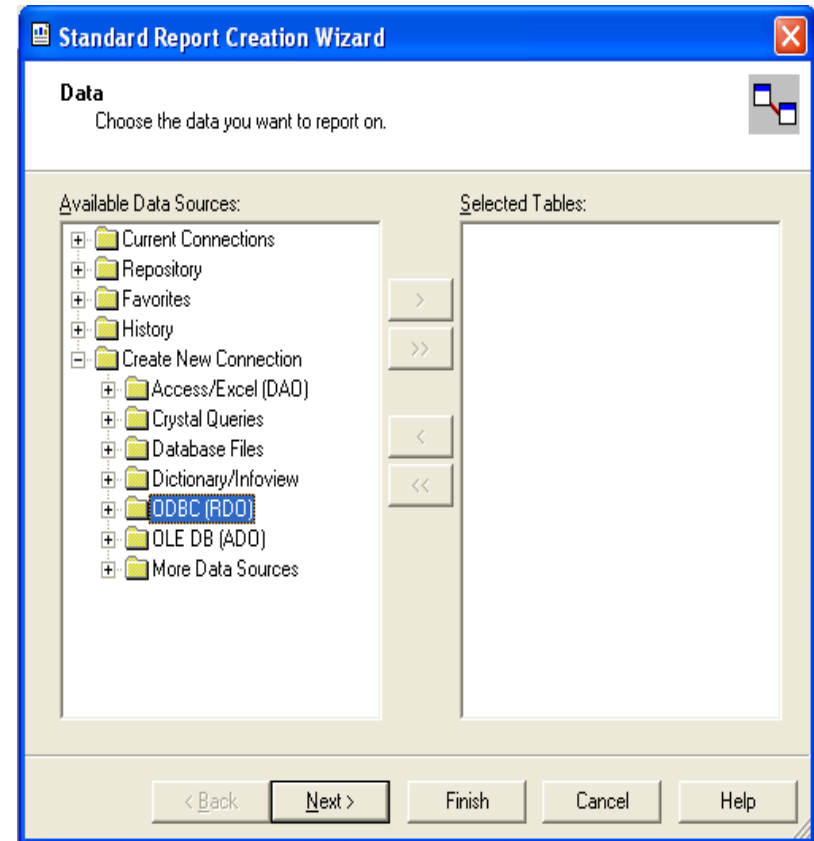 Standard Report Creation Wizard
Data
Choose the data you want to report on.
Available Data Sources:
Selected Tables:
Current Connections
Repository
Favorites
History
Create New Connection
Access/Excel (DAO)
Crystal Queries
Database Files
Dictionary/Infoview
ODBC (RDO)
OLE DB (ADO)
More Data Sources
>
>>
<
<<
< Back
Next >
Finish
Cancel
Help